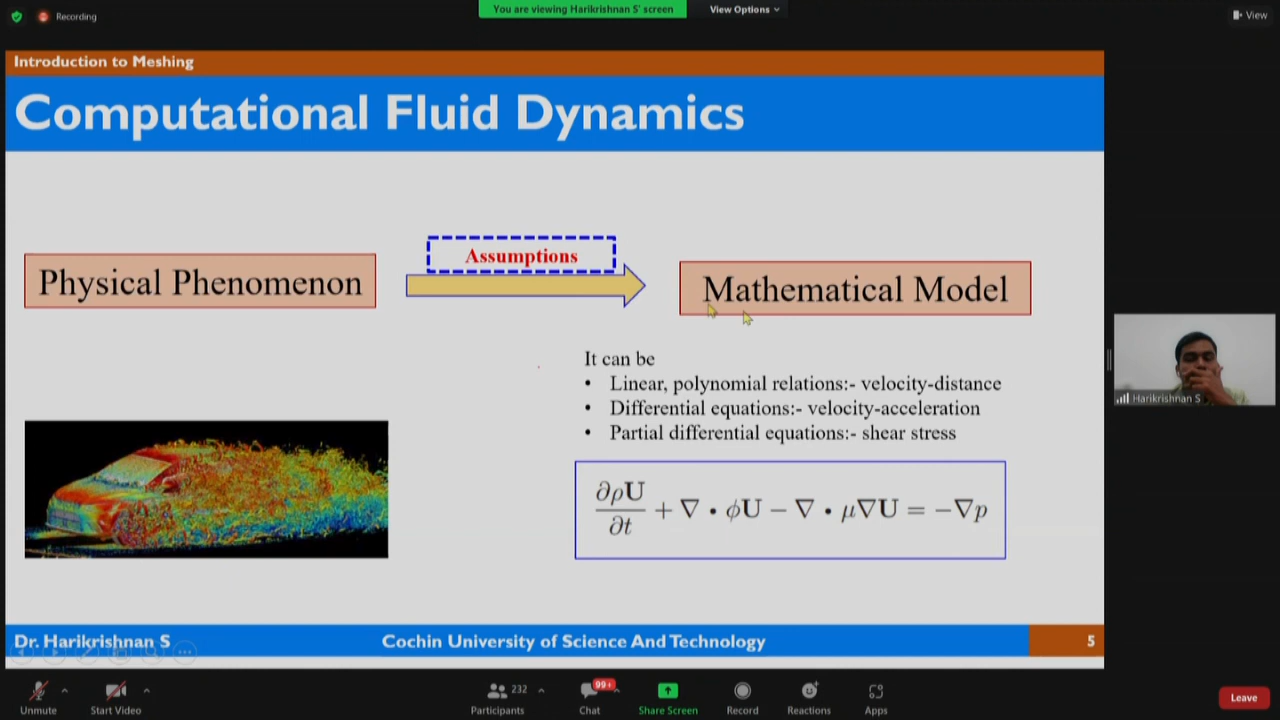 Recording
You are viewing Harikrishnan S' screen
View Options
View
Introduction to Meshing
Computational Fluid Dynamics
Assumptions
Physical Phenomenon
Mathematical Model
It can be
• Linear, polynomial relations:- velocity-distance
• Differential equations:- velocity-acceleration
• Partial differential equations:- shear stress
∂ρU/∂t + ∇ • ϕU − ∇ • μ∇U = −∇p
Harikrishnan S
Dr. Harikrishnan S
Cochin University of Science And Technology
5
Unmute
Start Video
232
Participants
99+
Chat
Share Screen
Record
Reactions
Apps
Leave